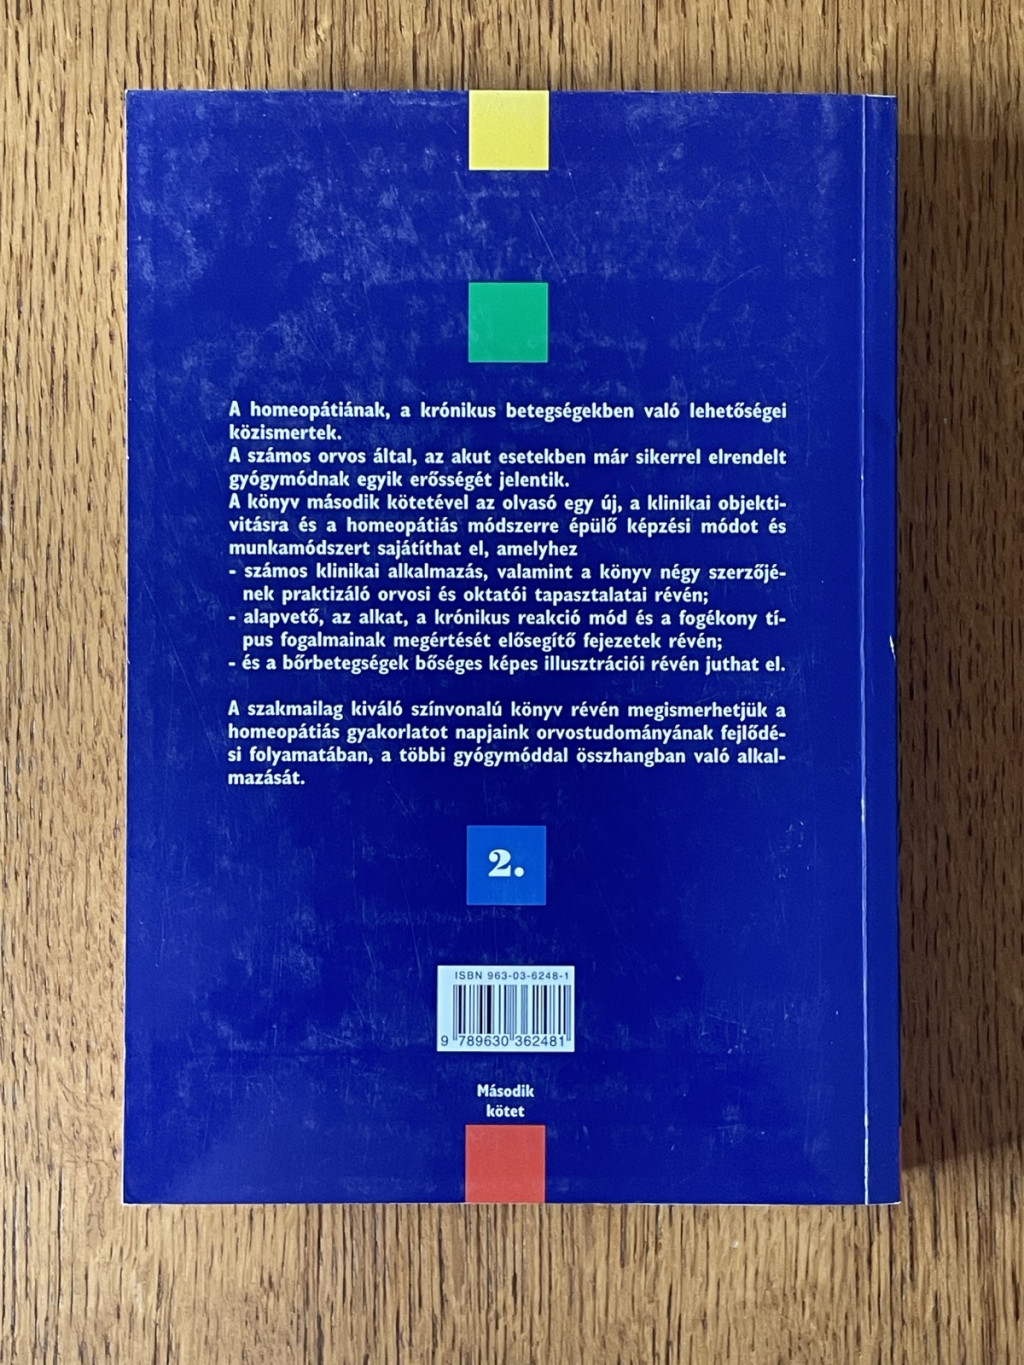 A homeopátiának, a krónikus betegségekben való lehetőségei
közismertek.
A számos orvos által, az akut esetekben már sikerrel elrendelt
gyógymódnak egyik erősségét jelentik.
A könyv második kötetével az olvasó egy új, a klinikai objekti-
vitásra és a homeopátiás módszerre épülő képzési módot és
munkamódszert sajátíthat el, amelyhez
- számos klinikai alkalmazás, valamint a könyv négy szerzőjé-
nek praktizáló orvosi és oktatói tapasztalatai révén;
- alapvető, az alkat, a krónikus reakció mód és a fogékony tí-
pus fogalmainak megértését elősegítő fejezetek révén;
- és a bőrbetegségek bőséges képes illusztrációi révén juthat el.
A szakmailag kiváló színvonalú könyv révén megismerhetjük a
homeopátiás gyakorlatot napjaink orvostudományának fejlődé-
si folyamatában, a többi gyógymóddal összhangban való alkal-
mazását.
2.
ISBN 963-03-6248-1
9 789630 362481
Második
kötet